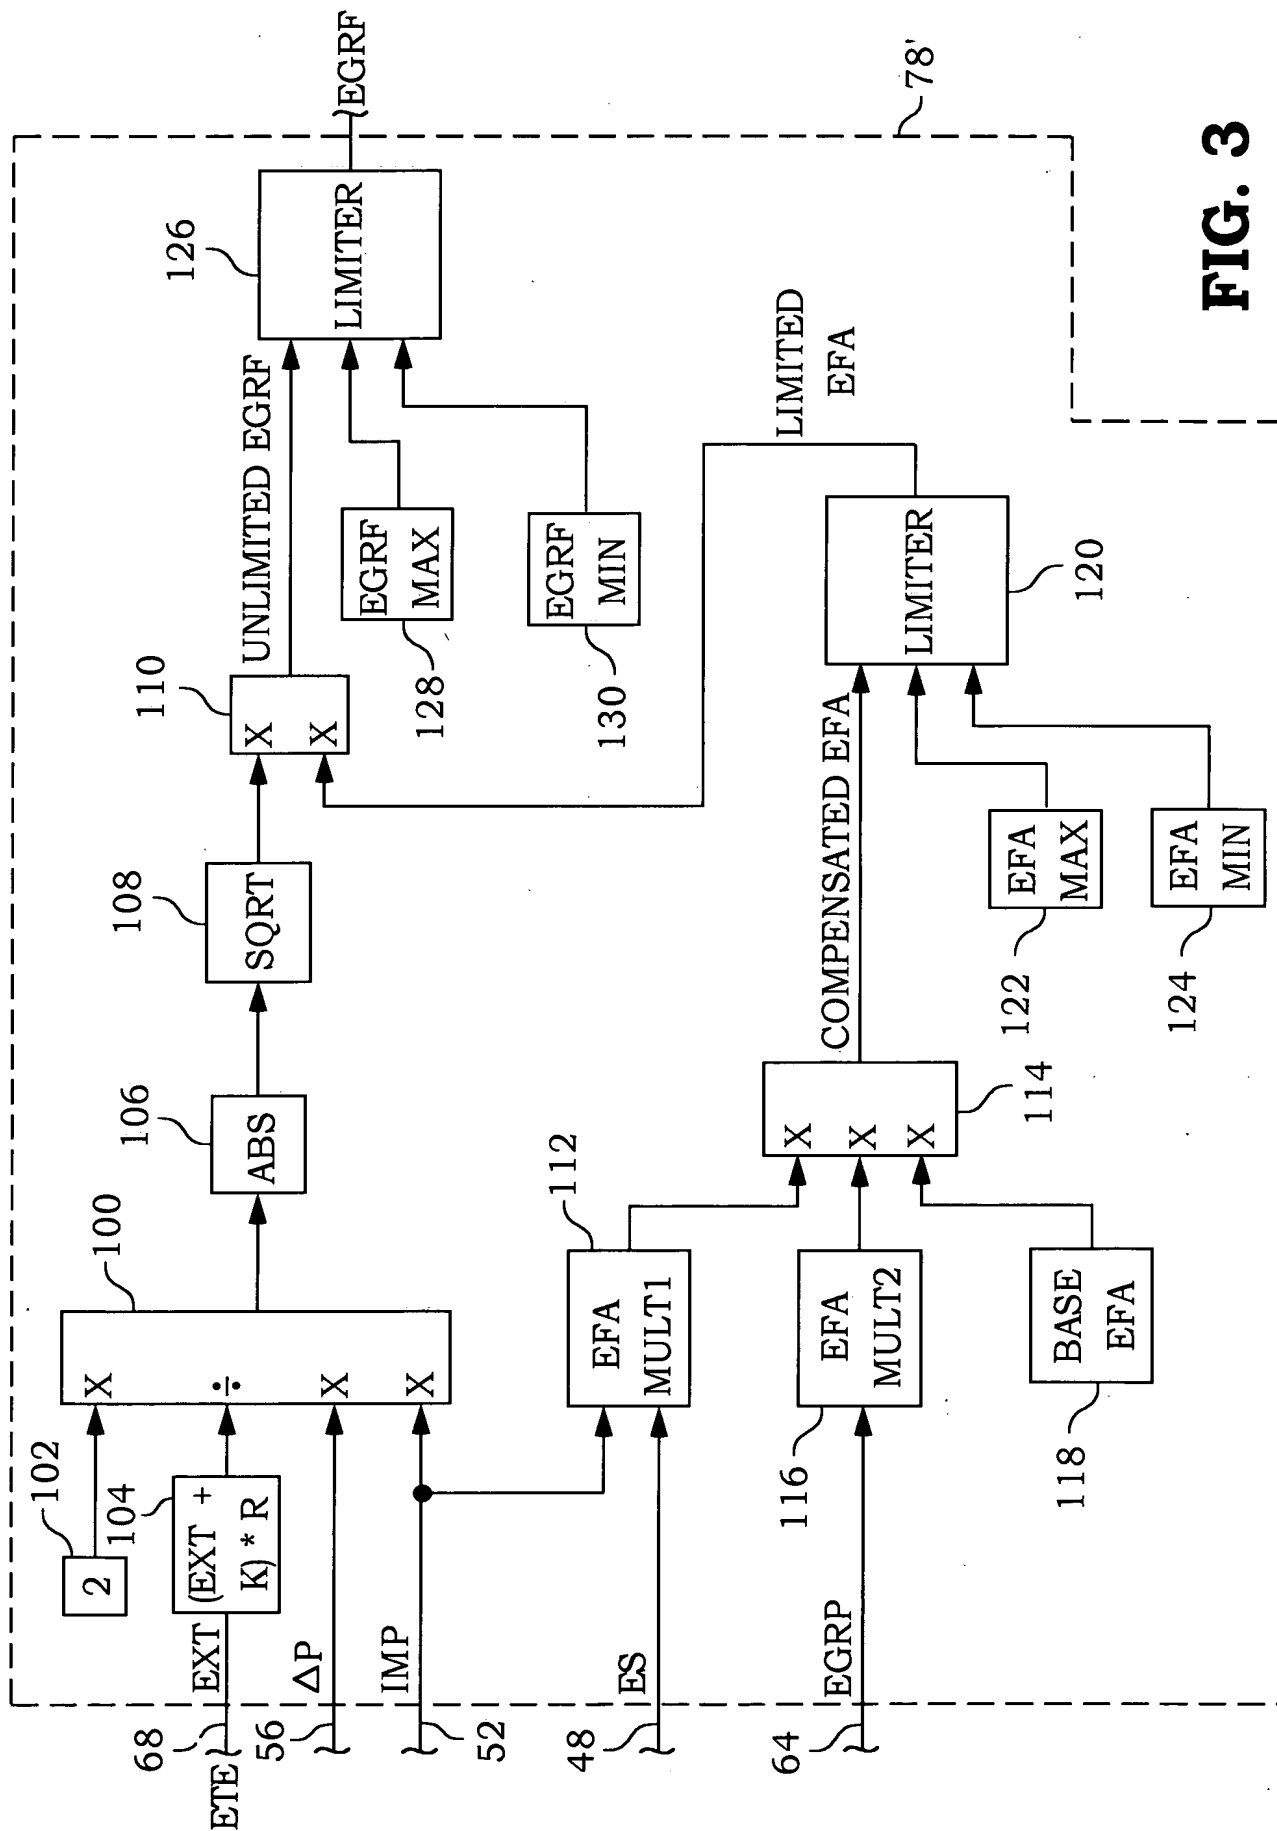 102
2
100
106
108
110
126
ETE
68
EXT
104
(EXT +
K) * R
X
÷
X
X
ABS
SQRT
X
X
UNLIMITED EGRF
LIMITER
EGRF
56
ΔP
IMP
52
128
EGRF
MAX
130
EGRF
MIN
78'
112
48
ES
EFA
MULT1
LIMITED
EFA
64
EGRP
116
EFA
MULT2
X
X
X
114
COMPENSATED EFA
LIMITER
120
118
BASE
EFA
122
EFA
MAX
124
EFA
MIN
FIG. 3